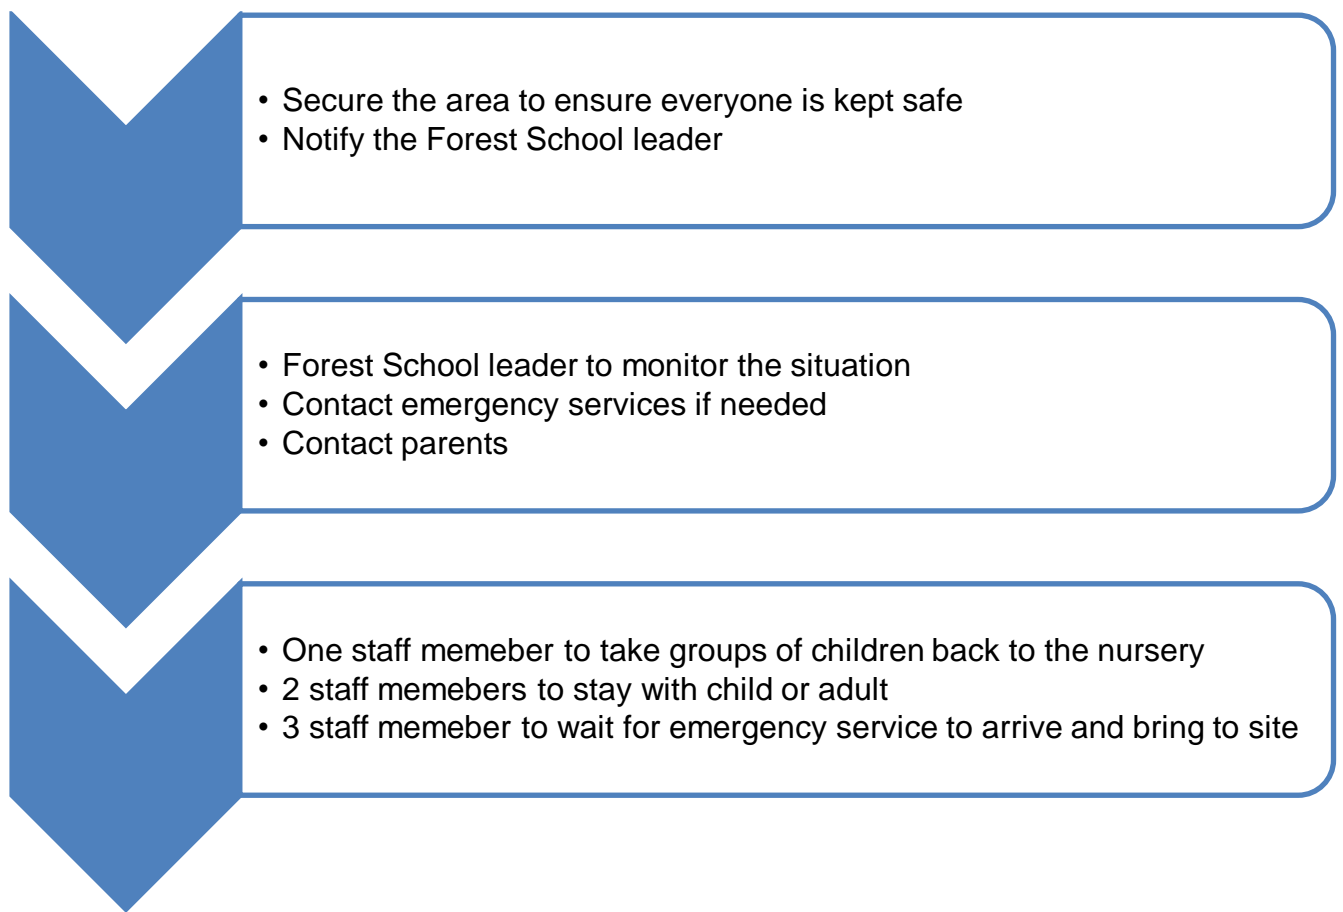 • Secure the area to ensure everyone is kept safe
• Notify the Forest School leader
• Forest School leader to monitor the situation
• Contact emergency services if needed
• Contact parents
• One staff memeber to take groups of children back to the nursery
• 2 staff memebers to stay with child or adult
• 3 staff memeber to wait for emergency service to arrive and bring to site